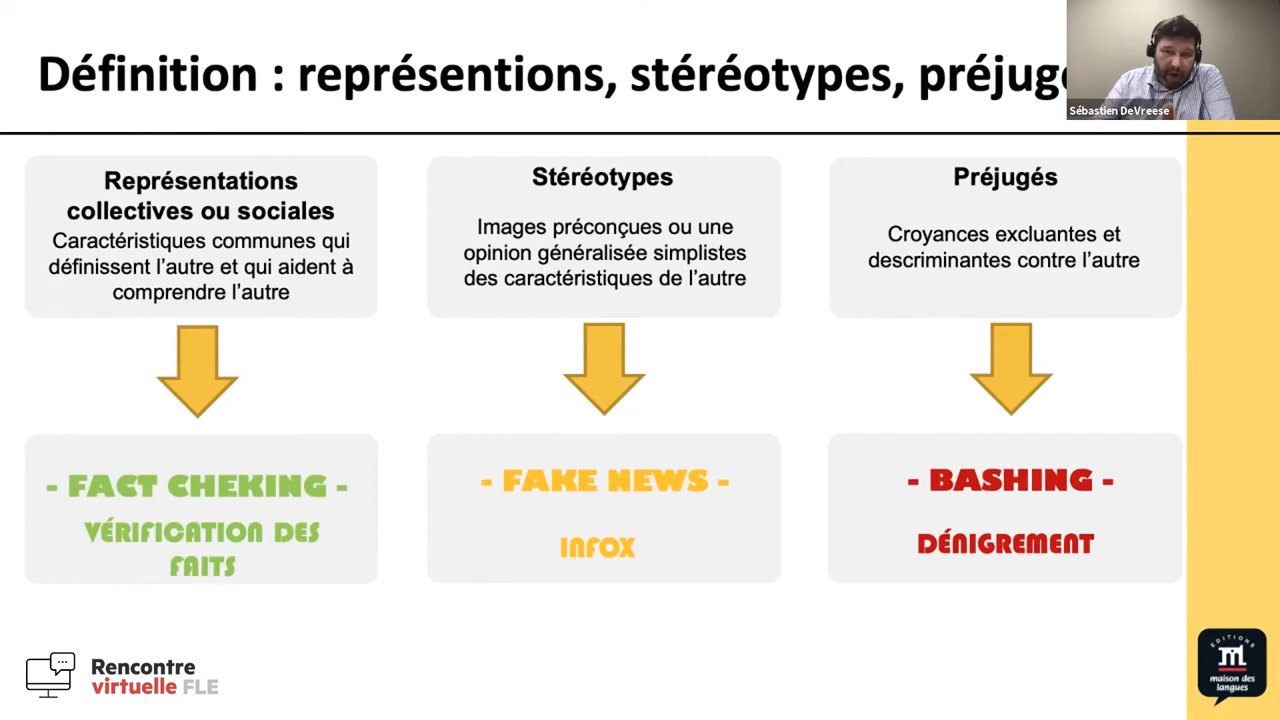 Définition : représentions, stéréotypes, préjugé
Sébastien DeVreese
Représentations
collectives ou sociales
Caractéristiques communes qui
définissent l’autre et qui aident à
comprendre l’autre
Stéréotypes
Images préconçues ou une
opinion généralisée simplistes
des caractéristiques de l’autre
Préjugés
Croyances excluantes et
descriminantes contre l’autre
- FACT CHEKING -
VÉRIFICATION DES
FAITS
- FAKE NEWS -
INFOX
- BASHING -
DÉNIGREMENT
Rencontre
virtuelle FLE
EDITIONS
maison des
langues